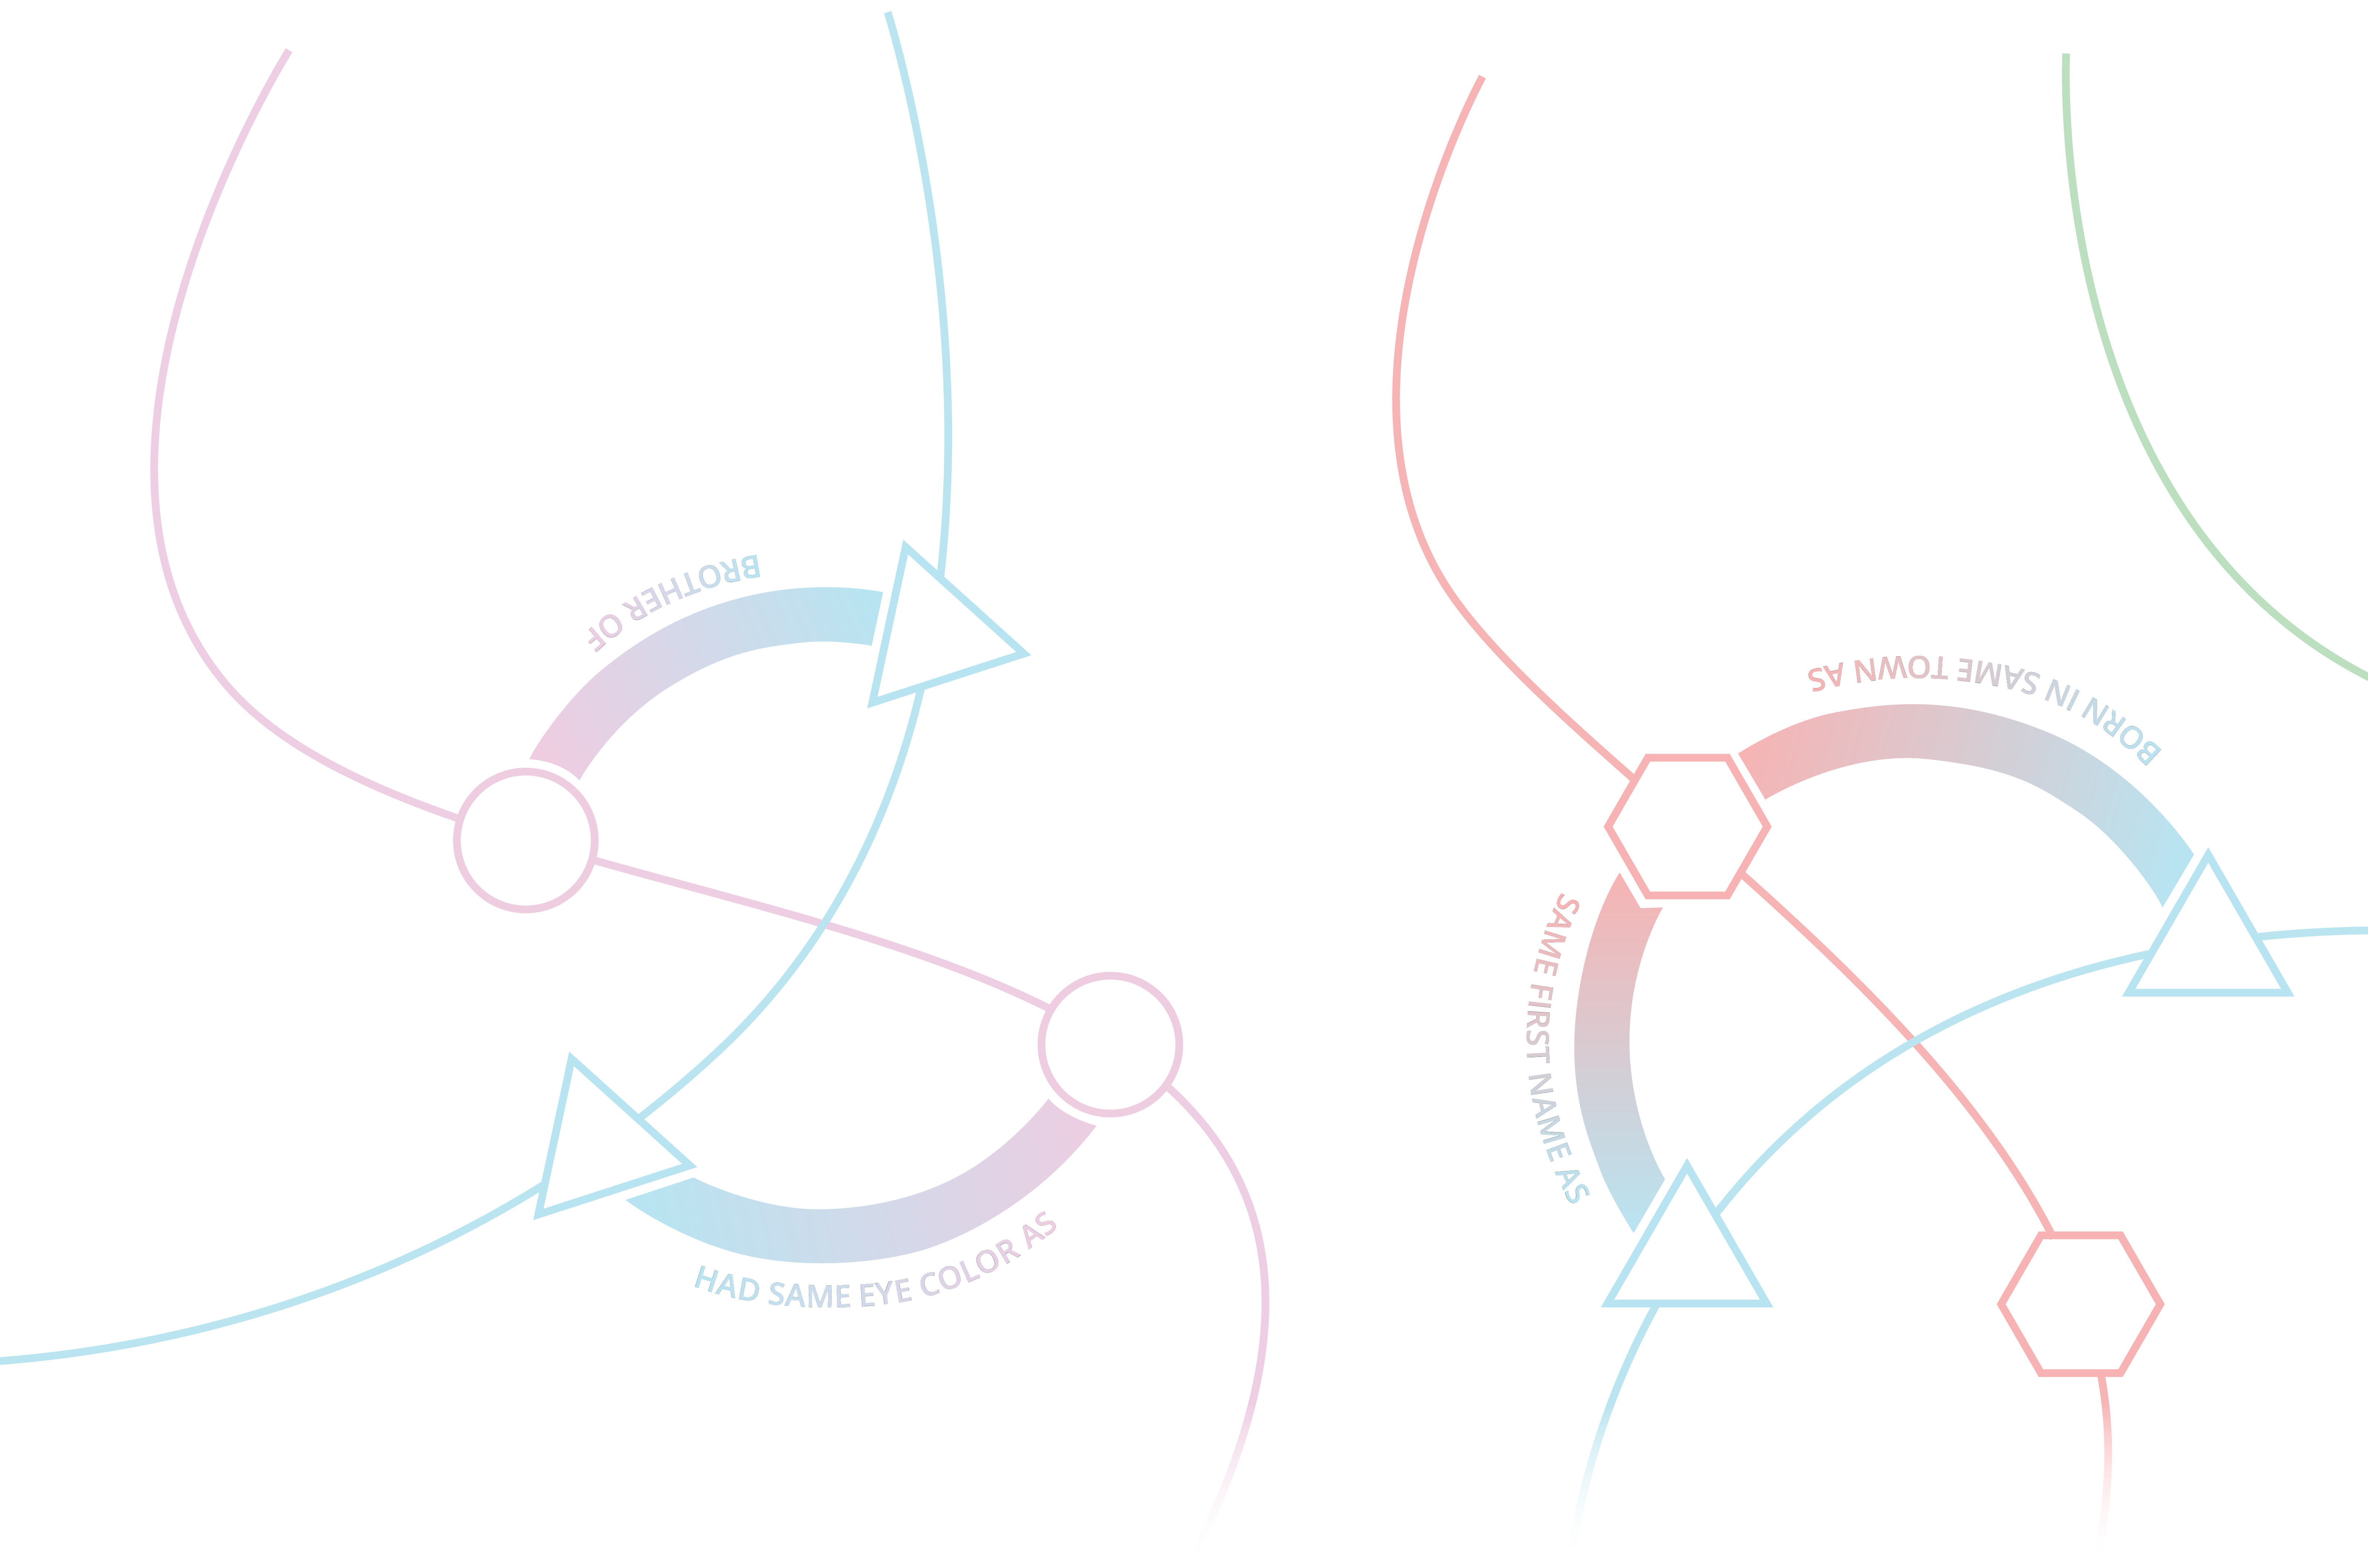 BROTHER OF
HAD SAME EYE COLOR AS
BORN IN SAME TOWN AS
SAME FIRST NAME AS